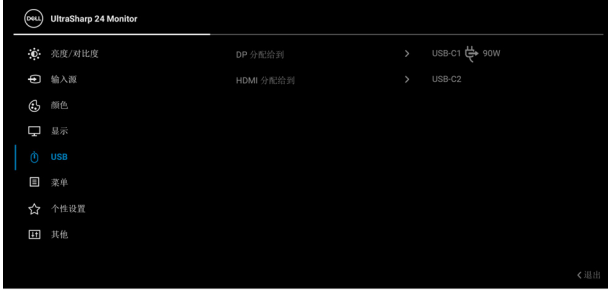 DELL UltraSharp 24 Monitor
亮度/对比度
DP 分配给到 USB-C1 90W
输入源
HDMI 分配给到 USB-C2
颜色
显示
USB
菜单
个性设置
其他
退出